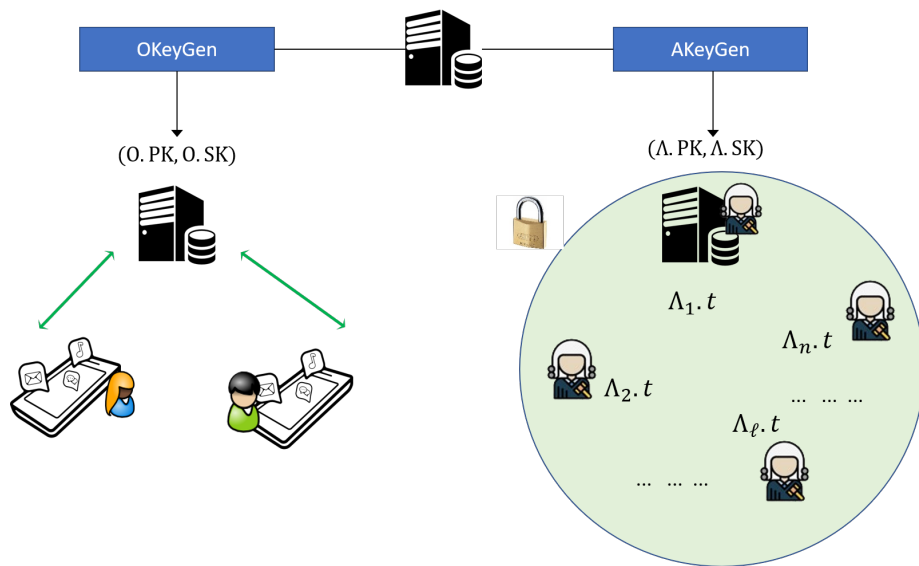 OKeyGen
AKeyGen
(O. PK, O. SK)
(Λ. PK, Λ. SK)
Λ₁. t
Λₙ. t
Λ₂. t
... ... ...
Λℓ. t
... ... ...